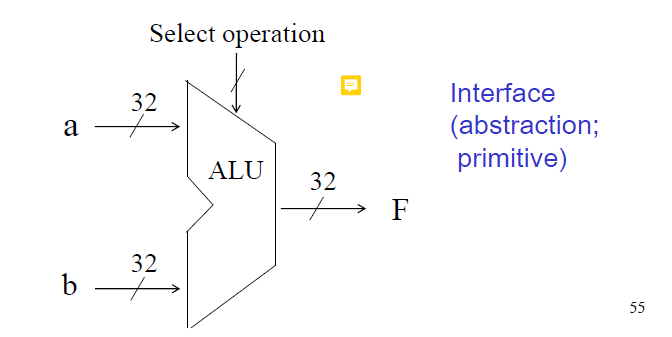 Select operation
32
a
ALU
32
F
32
b
Interface
(abstraction;
primitive)
55